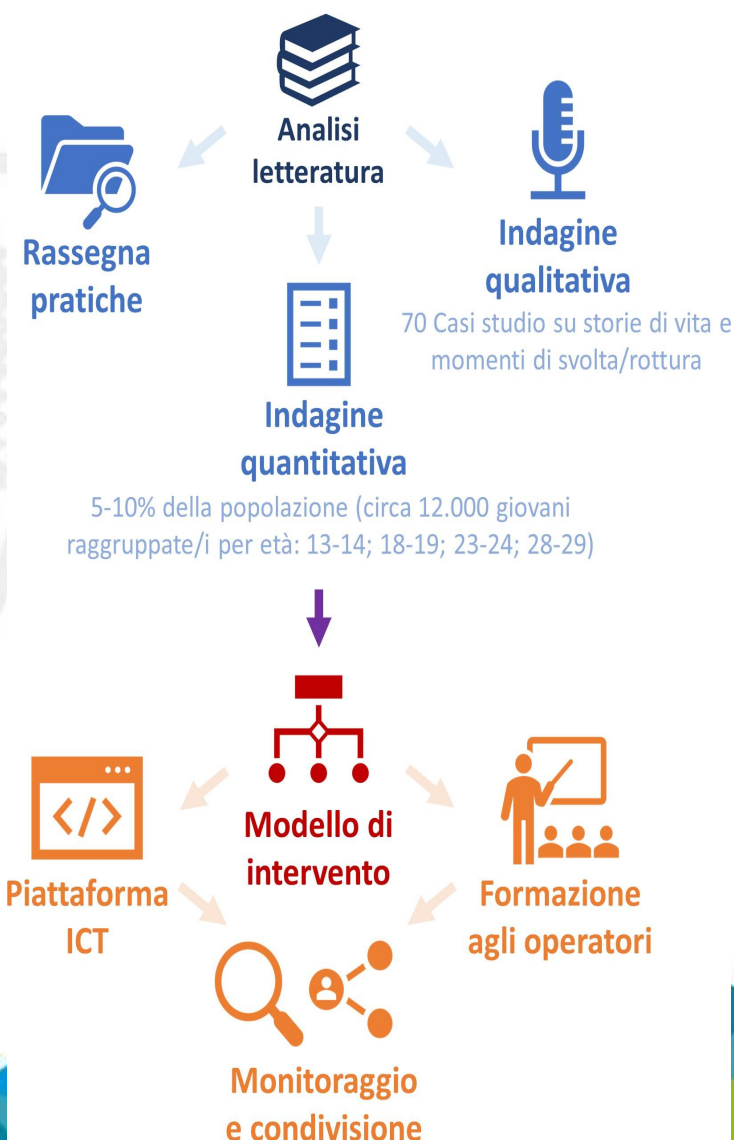 Analisi
letteratura
Rassegna
pratiche
Indagine
qualitativa
70 Casi studio su storie di vita e
momenti di svolta/rottura
Indagine
quantitativa
5-10% della popolazione (circa 12.000 giovani
raggruppate/i per età: 13-14; 18-19; 23-24; 28-29)
Modello di
intervento
</>
Piattaforma
ICT
Formazione
agli operatori
Monitoraggio
e condivisione